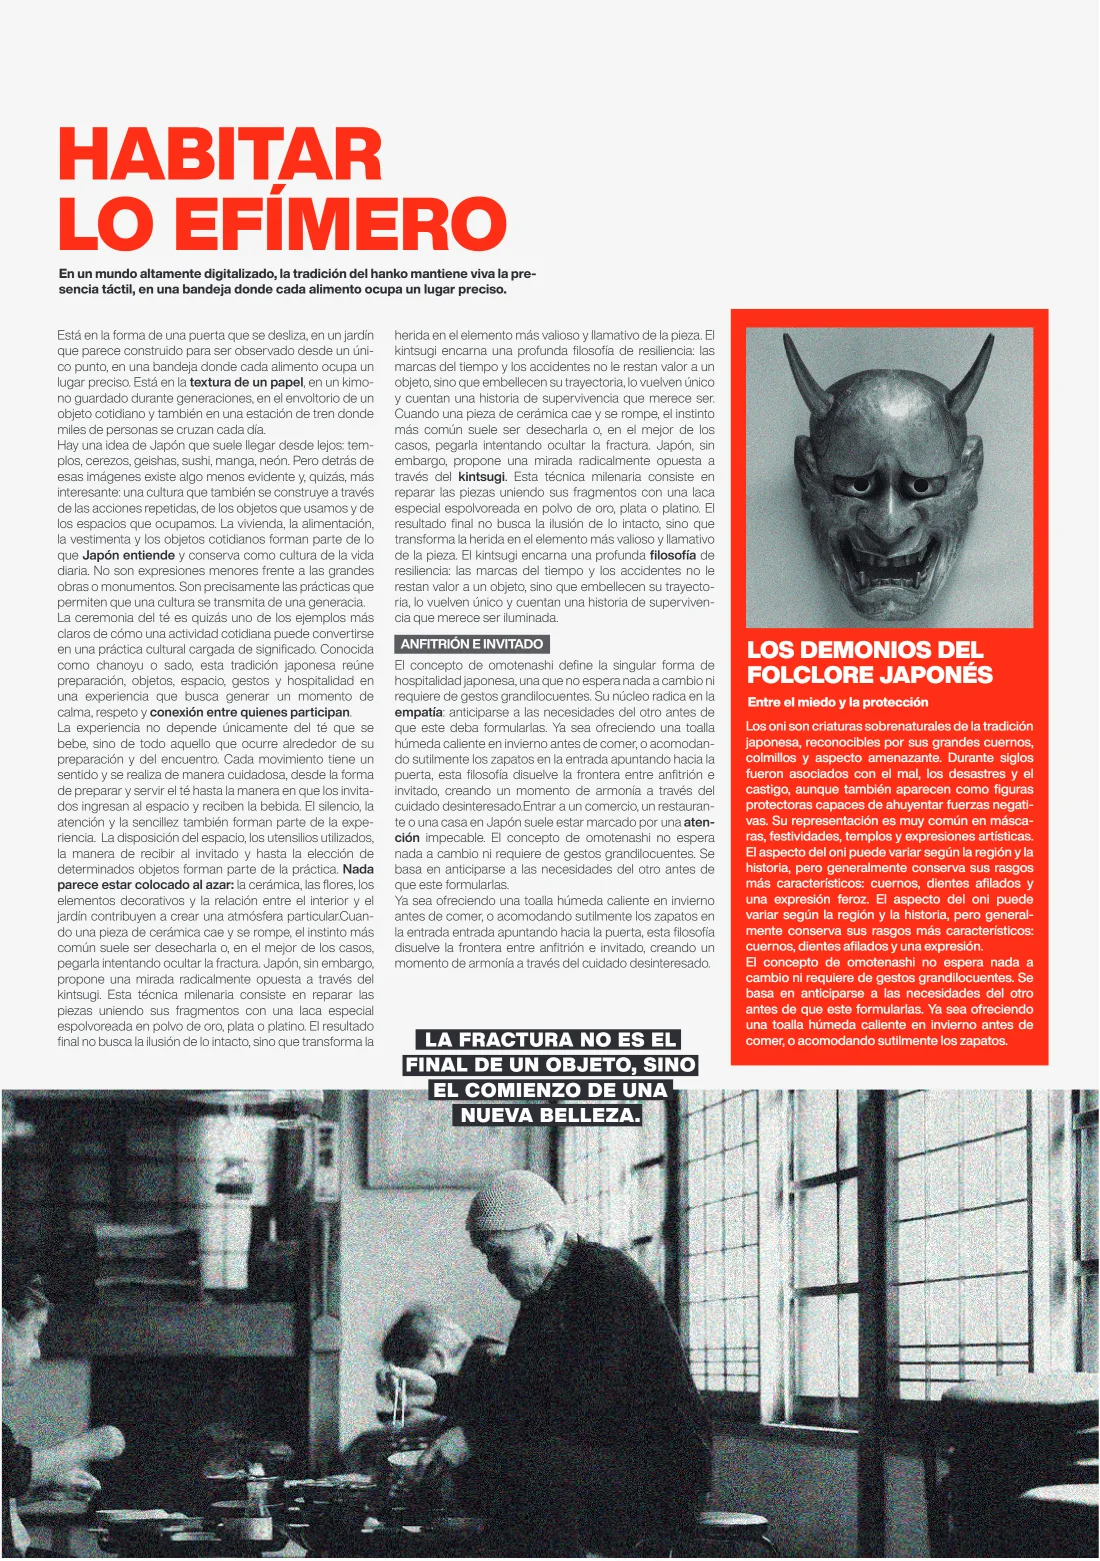 HABITAR
LO EFÍMERO
En un mundo altamente digitalizado, la tradición del hanko mantiene viva la pre-
sencia táctil, en una bandeja donde cada alimento ocupa un lugar preciso.
Está en la forma de una puerta que se desliza, en un jardín
que parece construido para ser observado desde un úni-
co punto, en una bandeja donde cada alimento ocupa un
lugar preciso. Está en la textura de un papel, en un kimo-
no guardado durante generaciones, en el envoltorio de un
objeto cotidiano y también en una estación de tren donde
miles de personas se cruzan cada día.
Hay una idea de Japón que suele llegar desde lejos: tem-
plos, cerezos, geishas, sushi, manga, neón. Pero detrás de
esas imágenes existe algo menos evidente y, quizás, más
interesante: una cultura que también se construye a través
de las acciones repetidas, de los objetos que usamos y de
los espacios que ocupamos. La vivienda, la alimentación,
la vestimenta y los objetos cotidianos forman parte de lo
que Japón entiende y conserva como cultura de la vida
diaria. No son expresiones menores frente a las grandes
obras o monumentos. Son precisamente las prácticas que
permiten que una cultura se transmita de una generacia.
La ceremonia del té es quizás uno de los ejemplos más
claros de cómo una actividad cotidiana puede convertirse
en una práctica cultural cargada de significado. Conocida
como chanoyu o sado, esta tradición japonesa reúne
preparación, objetos, espacio, gestos y hospitalidad en
una experiencia que busca generar un momento de
calma, respeto y conexión entre quienes participan.
La experiencia no depende únicamente del té que se
bebe, sino de todo aquello que ocurre alrededor de su
preparación y del encuentro. Cada movimiento tiene un
sentido y se realiza de manera cuidadosa, desde la forma
de preparar y servir el té hasta la manera en que los invita-
dos ingresan al espacio y reciben la bebida. El silencio, la
atención y la sencillez también forman parte de la expe-
riencia. La disposición del espacio, los utensilios utilizados,
la manera de recibir al invitado y hasta la elección de
determinados objetos forman parte de la práctica. Nada
parece estar colocado al azar: la cerámica, las flores, los
elementos decorativos y la relación entre el interior y el
jardín contribuyen a crear una atmósfera particular.Cuan-
do una pieza de cerámica cae y se rompe, el instinto más
común suele ser desecharla o, en el mejor de los casos,
pegarla intentando ocultar la fractura. Japón, sin embargo,
propone una mirada radicalmente opuesta a través del
kintsugi. Esta técnica milenaria consiste en reparar las
piezas uniendo sus fragmentos con una laca especial
espolvoreada en polvo de oro, plata o platino. El resultado
final no busca la ilusión de lo intacto, sino que transforma la
herida en el elemento más valioso y llamativo de la pieza. El
kintsugi encarna una profunda filosofía de resiliencia: las
marcas del tiempo y los accidentes no le restan valor a un
objeto, sino que embellecen su trayectoria, lo vuelven único
y cuentan una historia de supervivencia que merece ser.
Cuando una pieza de cerámica cae y se rompe, el instinto
más común suele ser desecharla o, en el mejor de los
casos, pegarla intentando ocultar la fractura. Japón, sin
embargo, propone una mirada radicalmente opuesta a
través del kintsugi. Esta técnica milenaria consiste en
reparar las piezas uniendo sus fragmentos con una laca
especial espolvoreada en polvo de oro, plata o platino. El
resultado final no busca la ilusión de lo intacto, sino que
transforma la herida en el elemento más valioso y llamativo
de la pieza. El kintsugi encarna una profunda filosofía de
resiliencia: las marcas del tiempo y los accidentes no le
restan valor a un objeto, sino que embellecen su trayecto-
ria, lo vuelven único y cuentan una historia de superviven-
cia que merece ser iluminada.
ANFITRIÓN E INVITADO
El concepto de omotenashi define la singular forma de
hospitalidad japonesa, una que no espera nada a cambio ni
requiere de gestos grandilocuentes. Su núcleo radica en la
empatía: anticiparse a las necesidades del otro antes de
que este deba formularlas. Ya sea ofreciendo una toalla
húmeda caliente en invierno antes de comer, o acomodan-
do sutilmente los zapatos en la entrada apuntando hacia la
puerta, esta filosofía disuelve la frontera entre anfitrión e
invitado, creando un momento de armonía a través del
cuidado desinteresado.Entrar a un comercio, un restauran-
te o una casa en Japón suele estar marcado por una aten-
ción impecable. El concepto de omotenashi no espera
nada a cambio ni requiere de gestos grandilocuentes. Se
basa en anticiparse a las necesidades del otro antes de
que este formularlas.
Ya sea ofreciendo una toalla húmeda caliente en invierno
antes de comer, o acomodando sutilmente los zapatos en
la entrada entrada apuntando hacia la puerta, esta filosofía
disuelve la frontera entre anfitrión e invitado, creando un
momento de armonía a través del cuidado desinteresado.
LA FRACTURA NO ES EL
FINAL DE UN OBJETO, SINO
EL COMIENZO DE UNA
NUEVA BELLEZA.
LOS DEMONIOS DEL
FOLCLORE JAPONÉS
Entre el miedo y la protección
Los oni son criaturas sobrenaturales de la tradición
japonesa, reconocibles por sus grandes cuernos,
colmillos y aspecto amenazante. Durante siglos
fueron asociados con el mal, los desastres y el
castigo, aunque también aparecen como figuras
protectoras capaces de ahuyentar fuerzas negati-
vas. Su representación es muy común en másca-
ras, festividades, templos y expresiones artísticas.
El aspecto del oni puede variar según la región y la
historia, pero generalmente conserva sus rasgos
más característicos: cuernos, dientes afilados y
una expresión feroz. El aspecto del oni puede
variar según la región y la historia, pero general-
mente conserva sus rasgos más característicos:
cuernos, dientes afilados y una expresión.
El concepto de omotenashi no espera nada a
cambio ni requiere de gestos grandilocuentes. Se
basa en anticiparse a las necesidades del otro
antes de que este formularlas. Ya sea ofreciendo
una toalla húmeda caliente en invierno antes de
comer, o acomodando sutilmente los zapatos.